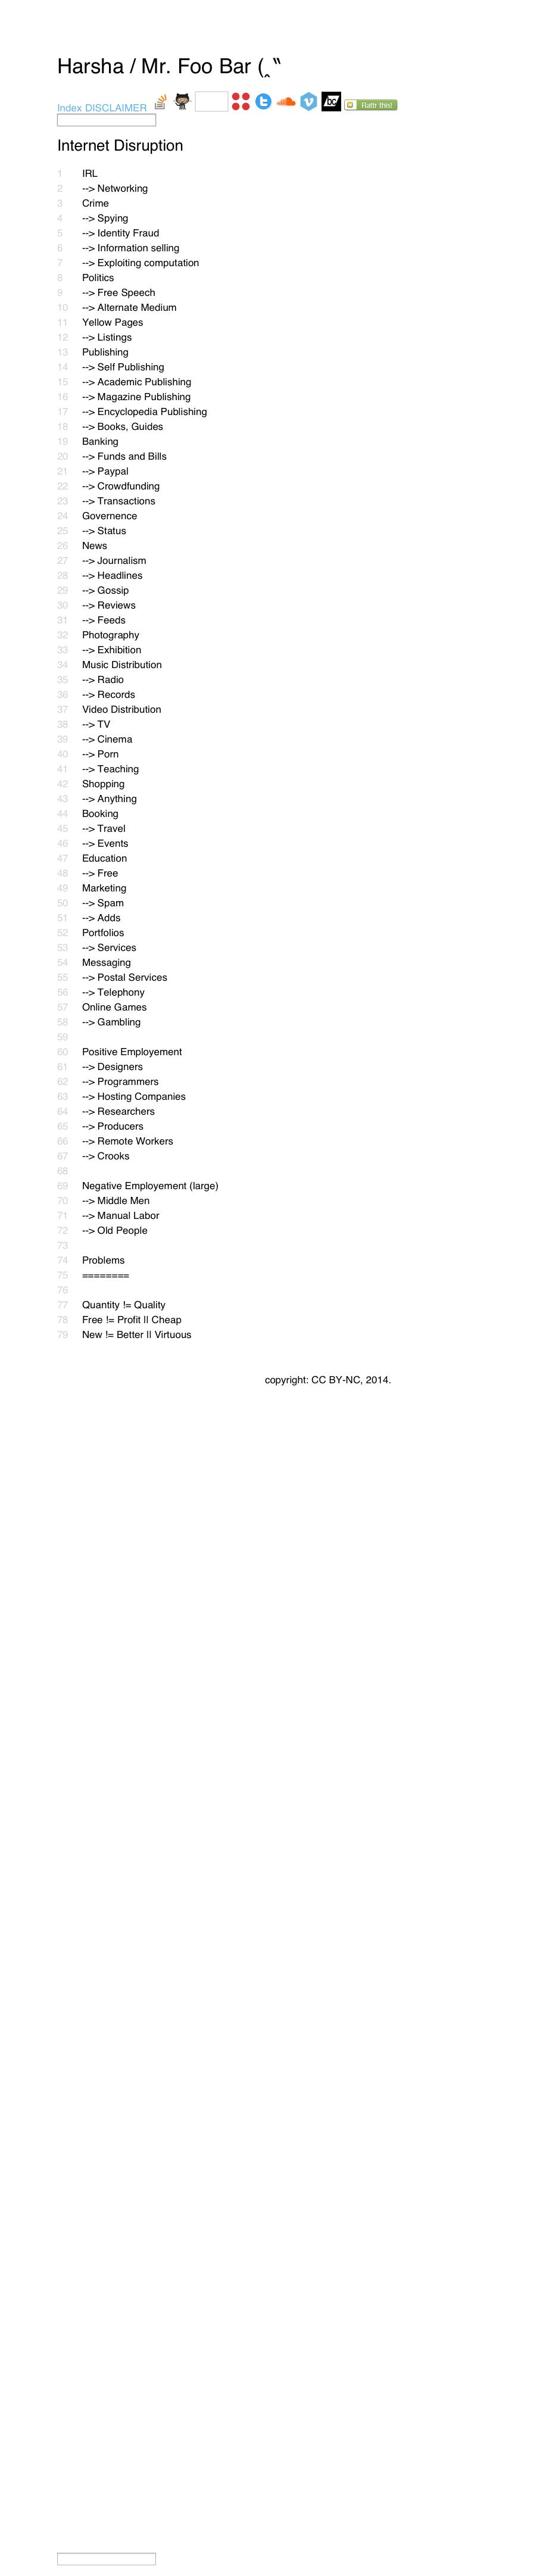 Harsha / Mr. Foo Bar (‸ ‟
Index DISCLAIMER
Flattr this!
Internet Disruption
1 IRL
2 --> Networking
3 Crime
4 --> Spying
5 --> Identity Fraud
6 --> Information selling
7 --> Exploiting computation
8 Politics
9 --> Free Speech
10 --> Alternate Medium
11 Yellow Pages
12 --> Listings
13 Publishing
14 --> Self Publishing
15 --> Academic Publishing
16 --> Magazine Publishing
17 --> Encyclopedia Publishing
18 --> Books, Guides
19 Banking
20 --> Funds and Bills
21 --> Paypal
22 --> Crowdfunding
23 --> Transactions
24 Governence
25 --> Status
26 News
27 --> Journalism
28 --> Headlines
29 --> Gossip
30 --> Reviews
31 --> Feeds
32 Photography
33 --> Exhibition
34 Music Distribution
35 --> Radio
36 --> Records
37 Video Distribution
38 --> TV
39 --> Cinema
40 --> Porn
41 --> Teaching
42 Shopping
43 --> Anything
44 Booking
45 --> Travel
46 --> Events
47 Education
48 --> Free
49 Marketing
50 --> Spam
51 --> Adds
52 Portfolios
53 --> Services
54 Messaging
55 --> Postal Services
56 --> Telephony
57 Online Games
58 --> Gambling
59
60 Positive Employement
61 --> Designers
62 --> Programmers
63 --> Hosting Companies
64 --> Researchers
65 --> Producers
66 --> Remote Workers
67 --> Crooks
68
69 Negative Employement (large)
70 --> Middle Men
71 --> Manual Labor
72 --> Old People
73
74 Problems
75 ========
76
77 Quantity != Quality
78 Free != Profit || Cheap
79 New != Better || Virtuous
copyright: CC BY-NC, 2014.